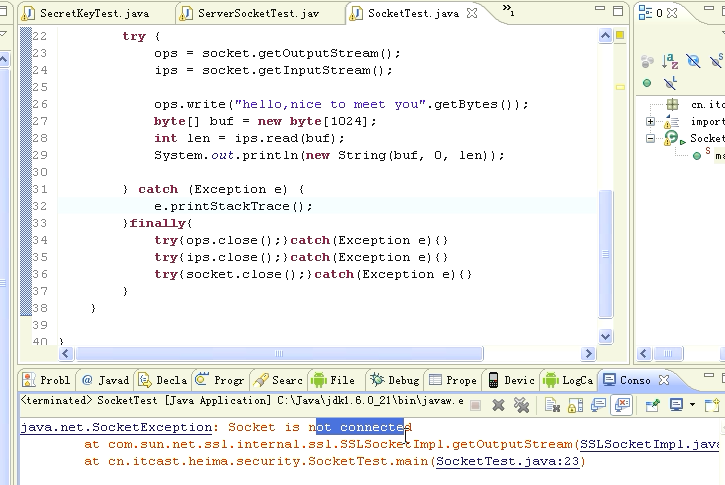 SecretKeyTest.java
ServerSocketTest.jav
SocketTest.java
»1
O
22 try {
23 ops = socket.getOutputStream();
24 ips = socket.getInputStream();
25
26 ops.write("hello,nice to meet you".getBytes());
27 byte[] buf = new byte[1024];
28 int len = ips.read(buf);
29 System.out.println(new String(buf, 0, len));
30
31 } catch (Exception e) {
32 e.printStackTrace();
33 }finally{
34 try{ops.close();}catch(Exception e){}
35 try{ips.close();}catch(Exception e){}
36 try{socket.close();}catch(Exception e){}
37 }
38 }
39
40 }
cn.itc
import
Socket
S ma
Probl @ Javad Decla Progr Searc File Debug Prope Devic LogCa Conso
<terminated> SocketTest [Java Application] C:\Java\jdk1.6.0_21\bin\javaw.e
java.net.SocketException: Socket is not connected
at com.sun.net.ssl.internal.ssl.SSLSocketImpl.getOutputStream(SSLSocketImpl.java
at cn.itcast.heima.security.SocketTest.main(SocketTest.java:23)